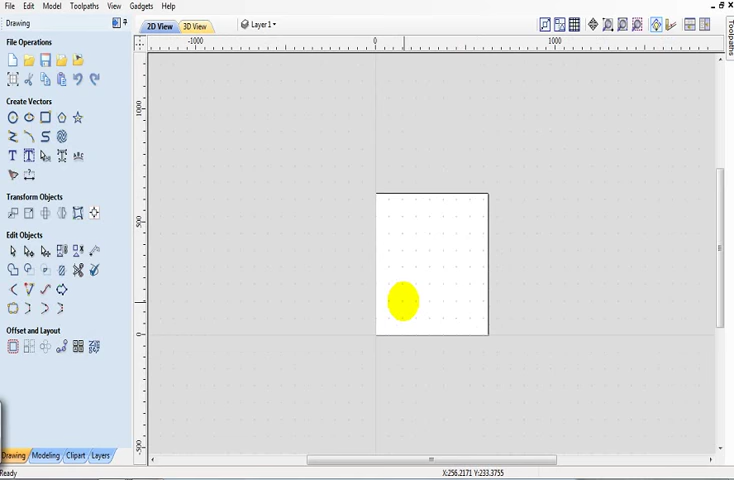 File Edit Model Toolpaths View Gadgets Help
Drawing
2D View 3D View Layer 1
File Operations
-1000 0 1000
Create Vectors
1000
Transform Objects
500
Edit Objects
0
Offset and Layout
-500
Drawing Modeling Clipart Layers
Ready X:256.2171 Y:233.3755
Toolpaths